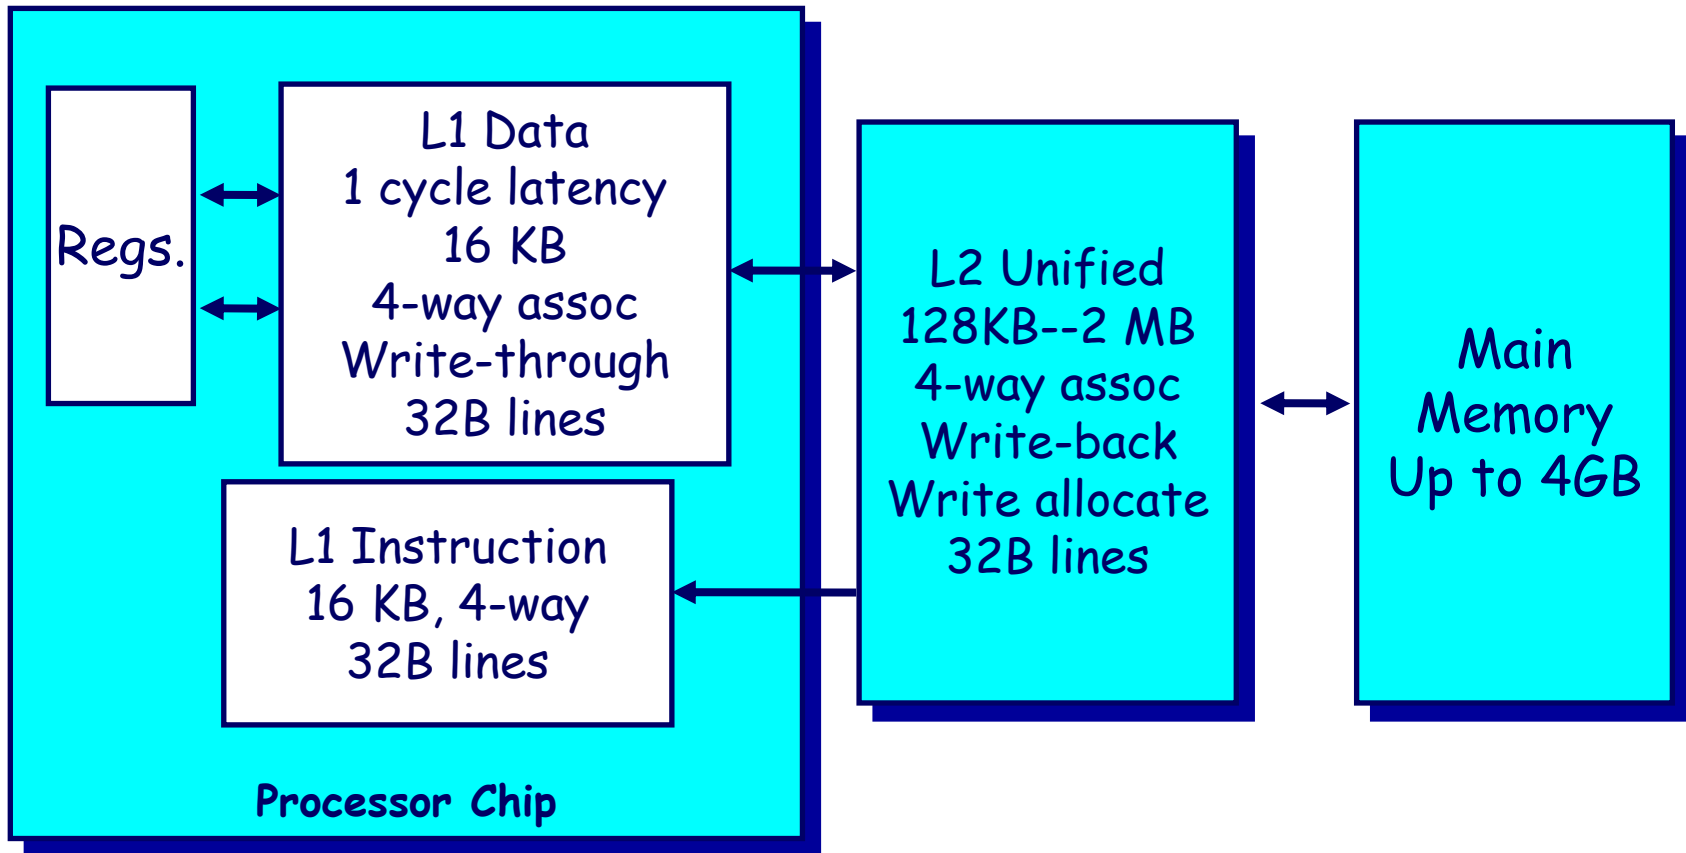 Regs.
L1 Data
1 cycle latency
16 KB
4-way assoc
Write-through
32B lines
L1 Instruction
16 KB, 4-way
32B lines
Processor Chip
L2 Unified
128KB--2 MB
4-way assoc
Write-back
Write allocate
32B lines
Main
Memory
Up to 4GB